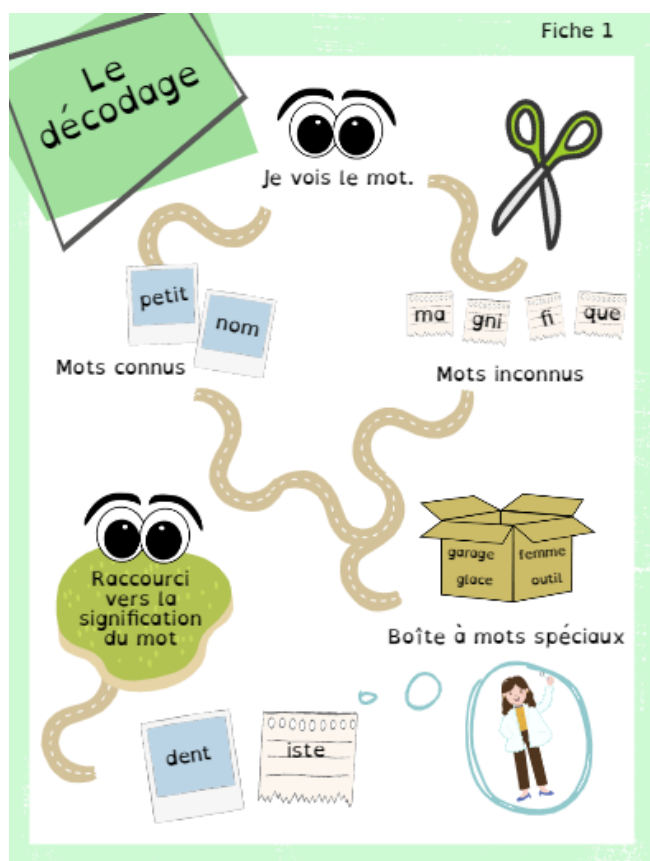 Fiche 1
Le
décodage
Je vois le mot.
petit
nom
ma
gni
fi
que
Mots connus
Mots inconnus
garage
femme
glace
outil
Boîte à mots spéciaux
Raccourci
vers la
signification
du mot
dent
iste